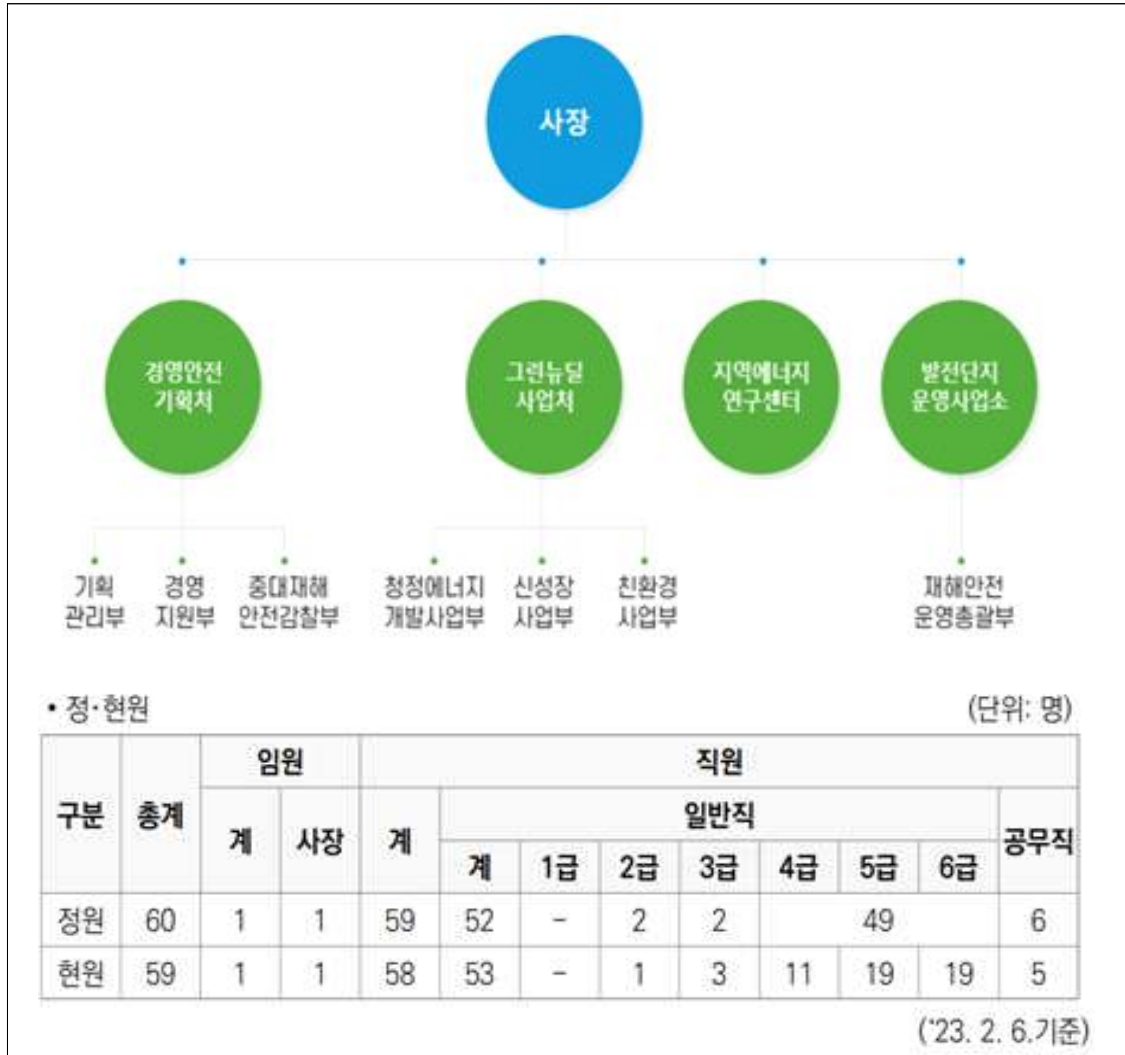 사장
경영안전
기획처
그린뉴딜
사업처
지역에너지
연구센터
발전단지
운영사업소
기획
관리부
경영
지원부
중대재해
안전감찰부
청정에너지
개발사업부
신성장
사업부
친환경
사업부
재해안전
운영총괄부
• 정·현원 (단위: 명)
구분 총계 임원 직원
계 사장 계 일반직 공무직
계 1급 2급 3급 4급 5급 6급
정원 60 1 1 59 52 - 2 2 49 6
현원 59 1 1 58 53 - 1 3 11 19 19 5
('23. 2. 6.기준)